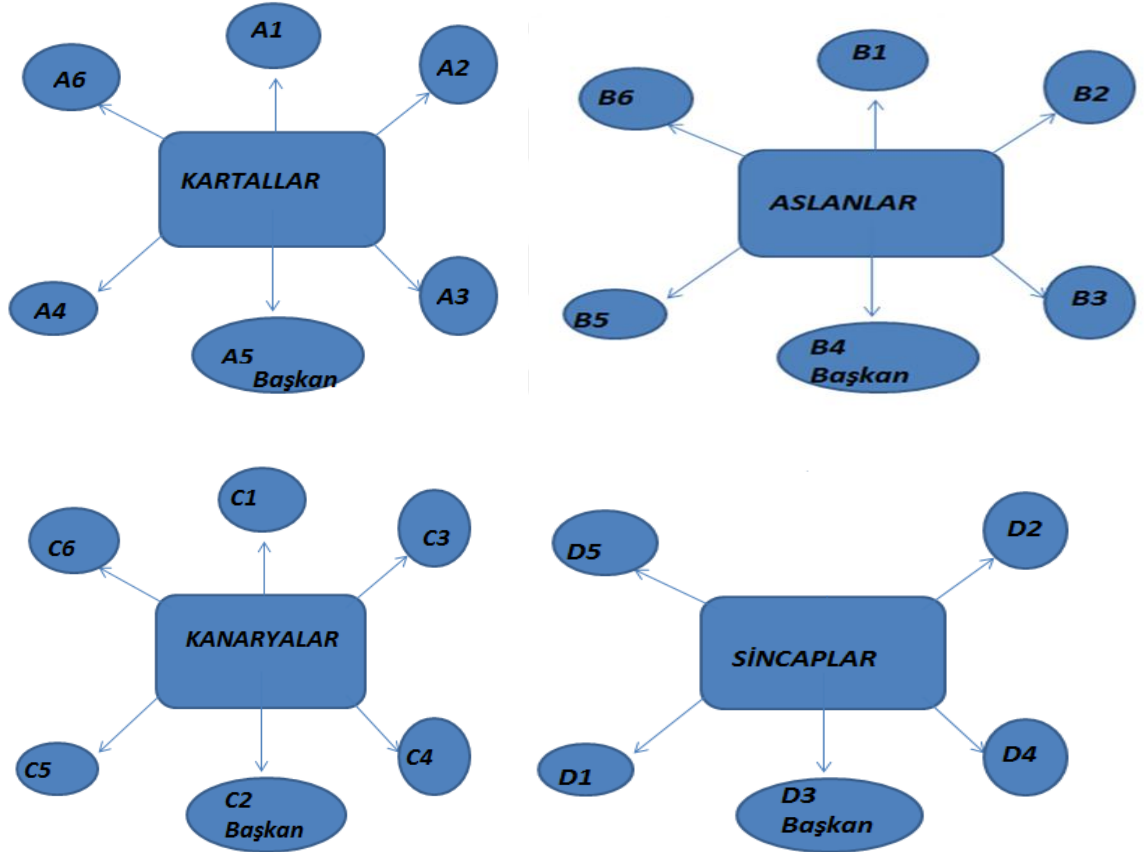 A1
A2
A6
KARTALLAR
A3
A4
A5
Başkan
B1
B2
B6
ASLANLAR
B3
B5
B4
Başkan
C1
C3
C6
KANARYALAR
C4
C5
C2
Başkan
D2
D5
SİNCAPLAR
D4
D1
D3
Başkan